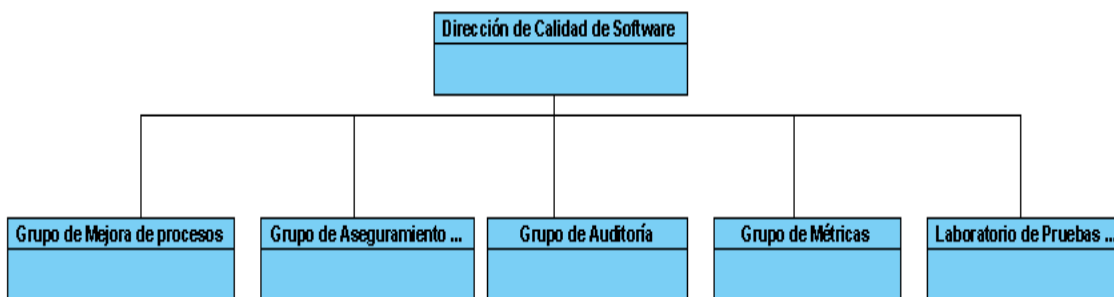 Dirección de Calidad de Software
Grupo de Mejora de procesos
Grupo de Aseguramiento ...
Grupo de Auditoría
Grupo de Métricas
Laboratorio de Pruebas ...